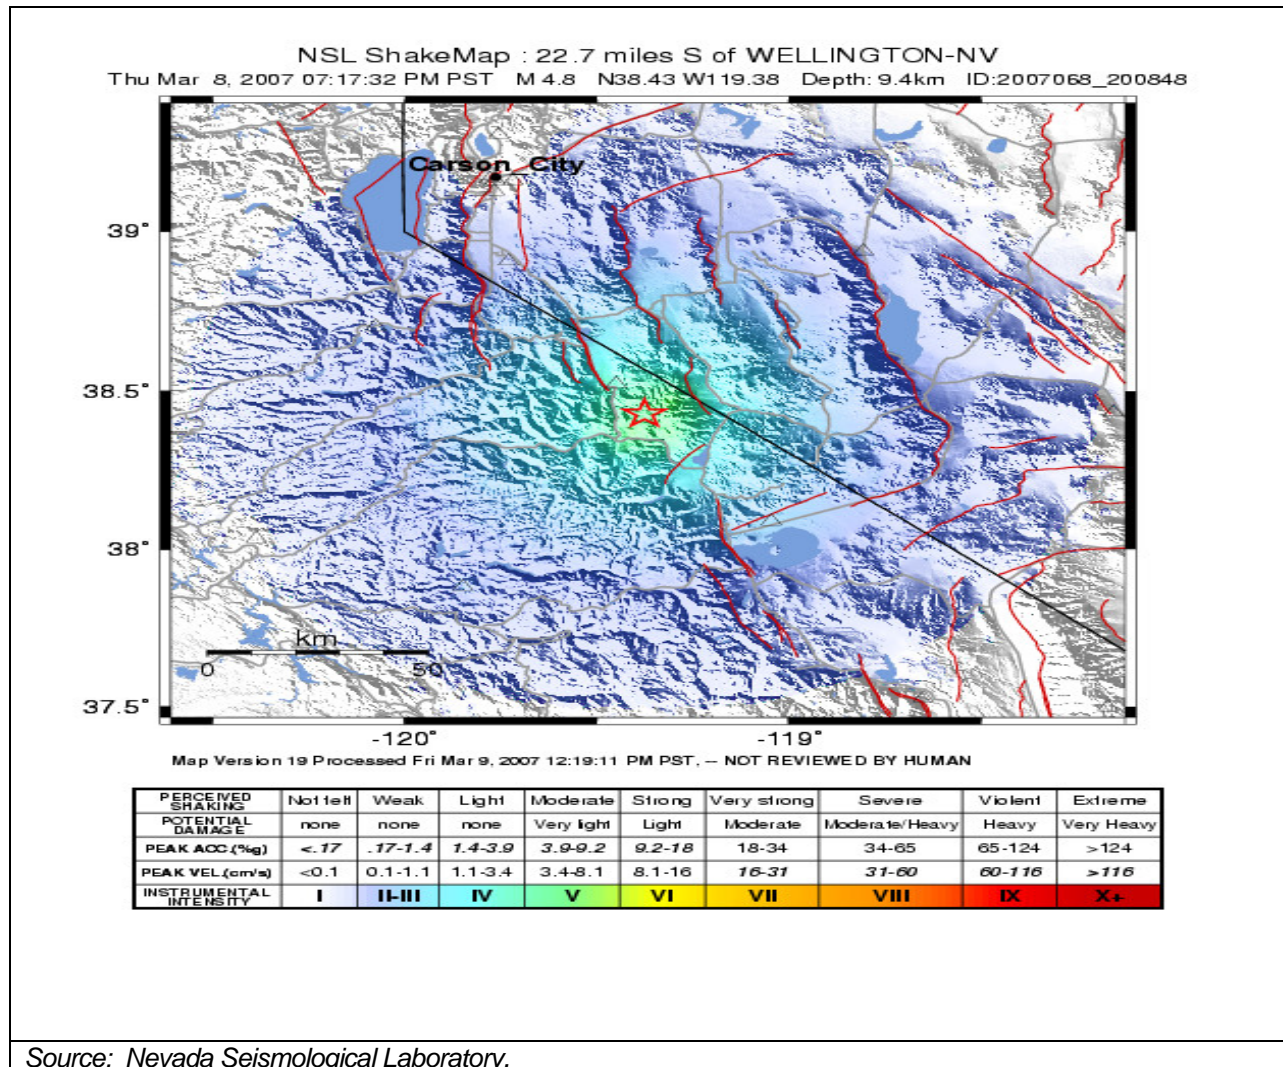 NSL ShakeMap : 22.7 miles S of WELLINGTON-NV
Thu Mar 8, 2007 07:17:32 PM PST M 4.8 N38.43 W119.38 Depth: 9.4km ID:2007068_200848
Carson City
39°
38.5°
38°
km
0 50
37.5°
-120° -119°
Map Version 19 Processed Fri Mar 9, 2007 12:19:11 PM PST, -- NOT REVIEWED BY HUMAN
PERCEIVED SHAKING Not felt Weak Light Moderate Strong Very strong Severe Violent Extreme
POTENTIAL DAMAGE none none none Very light Light Moderate Moderate/Heavy Heavy Very Heavy
PEAK ACC.(%g) <.17 .17-1.4 1.4-3.9 3.9-9.2 9.2-18 18-34 34-65 65-124 >124
PEAK VEL.(cm/s) <0.1 0.1-1.1 1.1-3.4 3.4-8.1 8.1-16 16-31 31-60 60-116 >116
INSTRUMENTAL INTENSITY I II-III IV V VI VII VIII IX X+
Source: Nevada Seismological Laboratory.